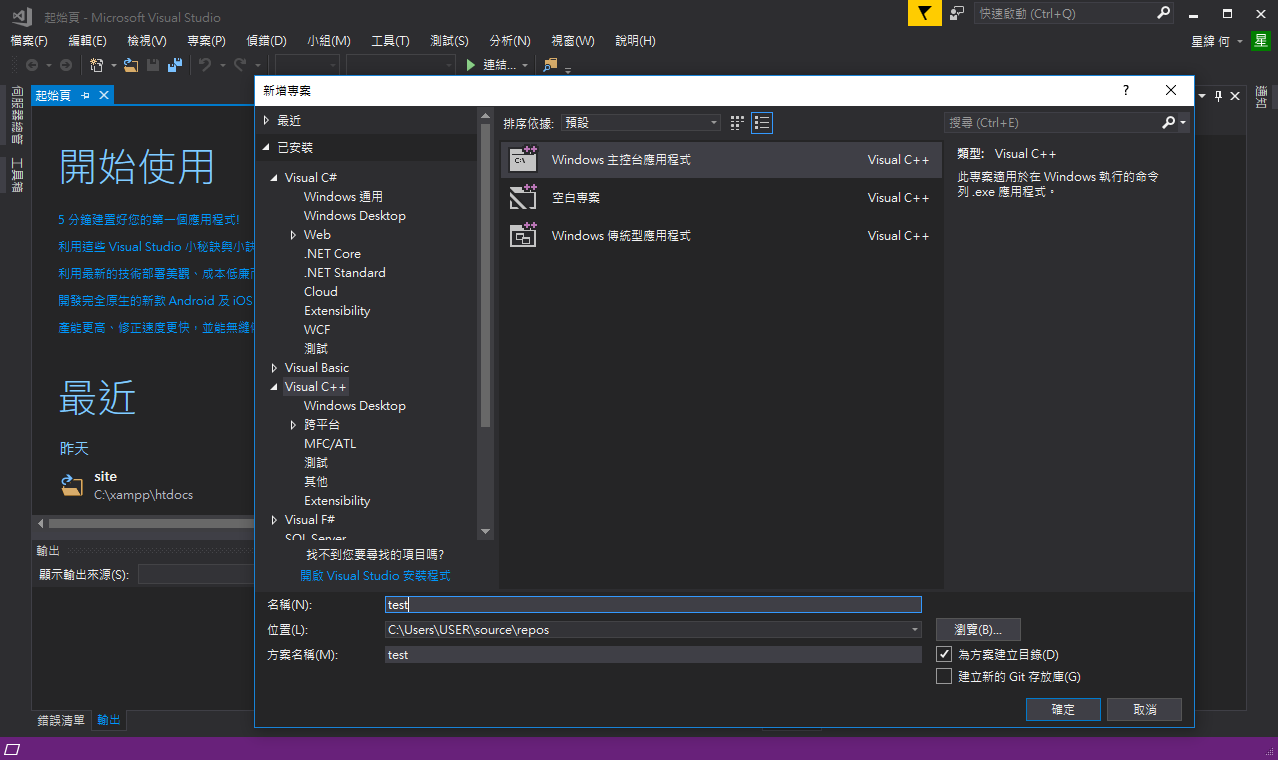 起始頁 - Microsoft Visual Studio
快速啟動 (Ctrl+Q)
檔案(F) 編輯(E) 檢視(V) 專案(P) 偵錯(D) 小組(M) 工具(T) 測試(S) 分析(N) 視窗(W) 說明(H)
星緯 何 星
連結...
伺服器總管
工具箱
通知
起始頁
開始使用
5 分鐘建置好您的第一個應用程式!
利用這些 Visual Studio 小秘訣與小
利用最新的技術部署美觀、成本低廉
開發完全原生的新款 Android 及 iOS
產能更高、修正速度更快，並能無縫
最近
昨天
site
C:\xampp\htdocs
輸出
顯示輸出來源(S):
錯誤清單 輸出
新增專案
?
最近
已安裝
Visual C#
Windows 通用
Windows Desktop
Web
.NET Core
.NET Standard
Cloud
Extensibility
WCF
測試
Visual Basic
Visual C++
Windows Desktop
跨平台
MFC/ATL
測試
其他
Extensibility
Visual F#
SQL Server
找不到您要尋找的項目嗎?
開啟 Visual Studio 安裝程式
排序依據: 預設
Windows 主控台應用程式 Visual C++
空白專案 Visual C++
Windows 傳統型應用程式 Visual C++
搜尋 (Ctrl+E)
類型: Visual C++
此專案適用於在 Windows 執行的命令
列 .exe 應用程式。
名稱(N): test
位置(L): C:\Users\USER\source\repos 瀏覽(B)...
方案名稱(M): test
為方案建立目錄(D)
建立新的 Git 存放庫(G)
確定 取消